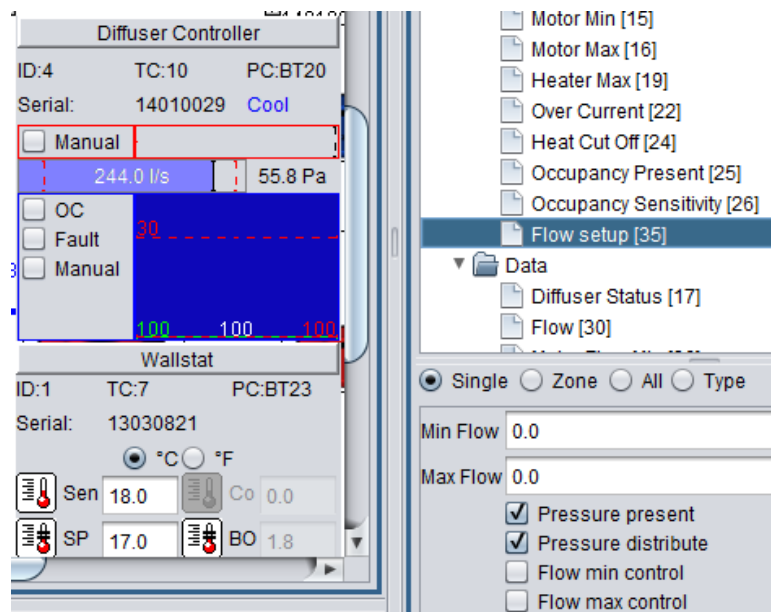 Diffuser Controller
ID:4 TC:10 PC:BT20
Serial: 14010029 Cool
Manual
244.0 l/s 55.8 Pa
OC
Fault
Manual
30
100 100 100
Wallstat
ID:1 TC:7 PC:BT23
Serial: 13030821
°C °F
Sen 18.0 Co 0.0
SP 17.0 BO 1.8
Motor Min [15]
Motor Max [16]
Heater Max [19]
Over Current [22]
Heat Cut Off [24]
Occupancy Present [25]
Occupancy Sensitivity [26]
Flow setup [35]
Data
Diffuser Status [17]
Flow [30]
Single Zone All Type
Min Flow 0.0
Max Flow 0.0
Pressure present
Pressure distribute
Flow min control
Flow max control